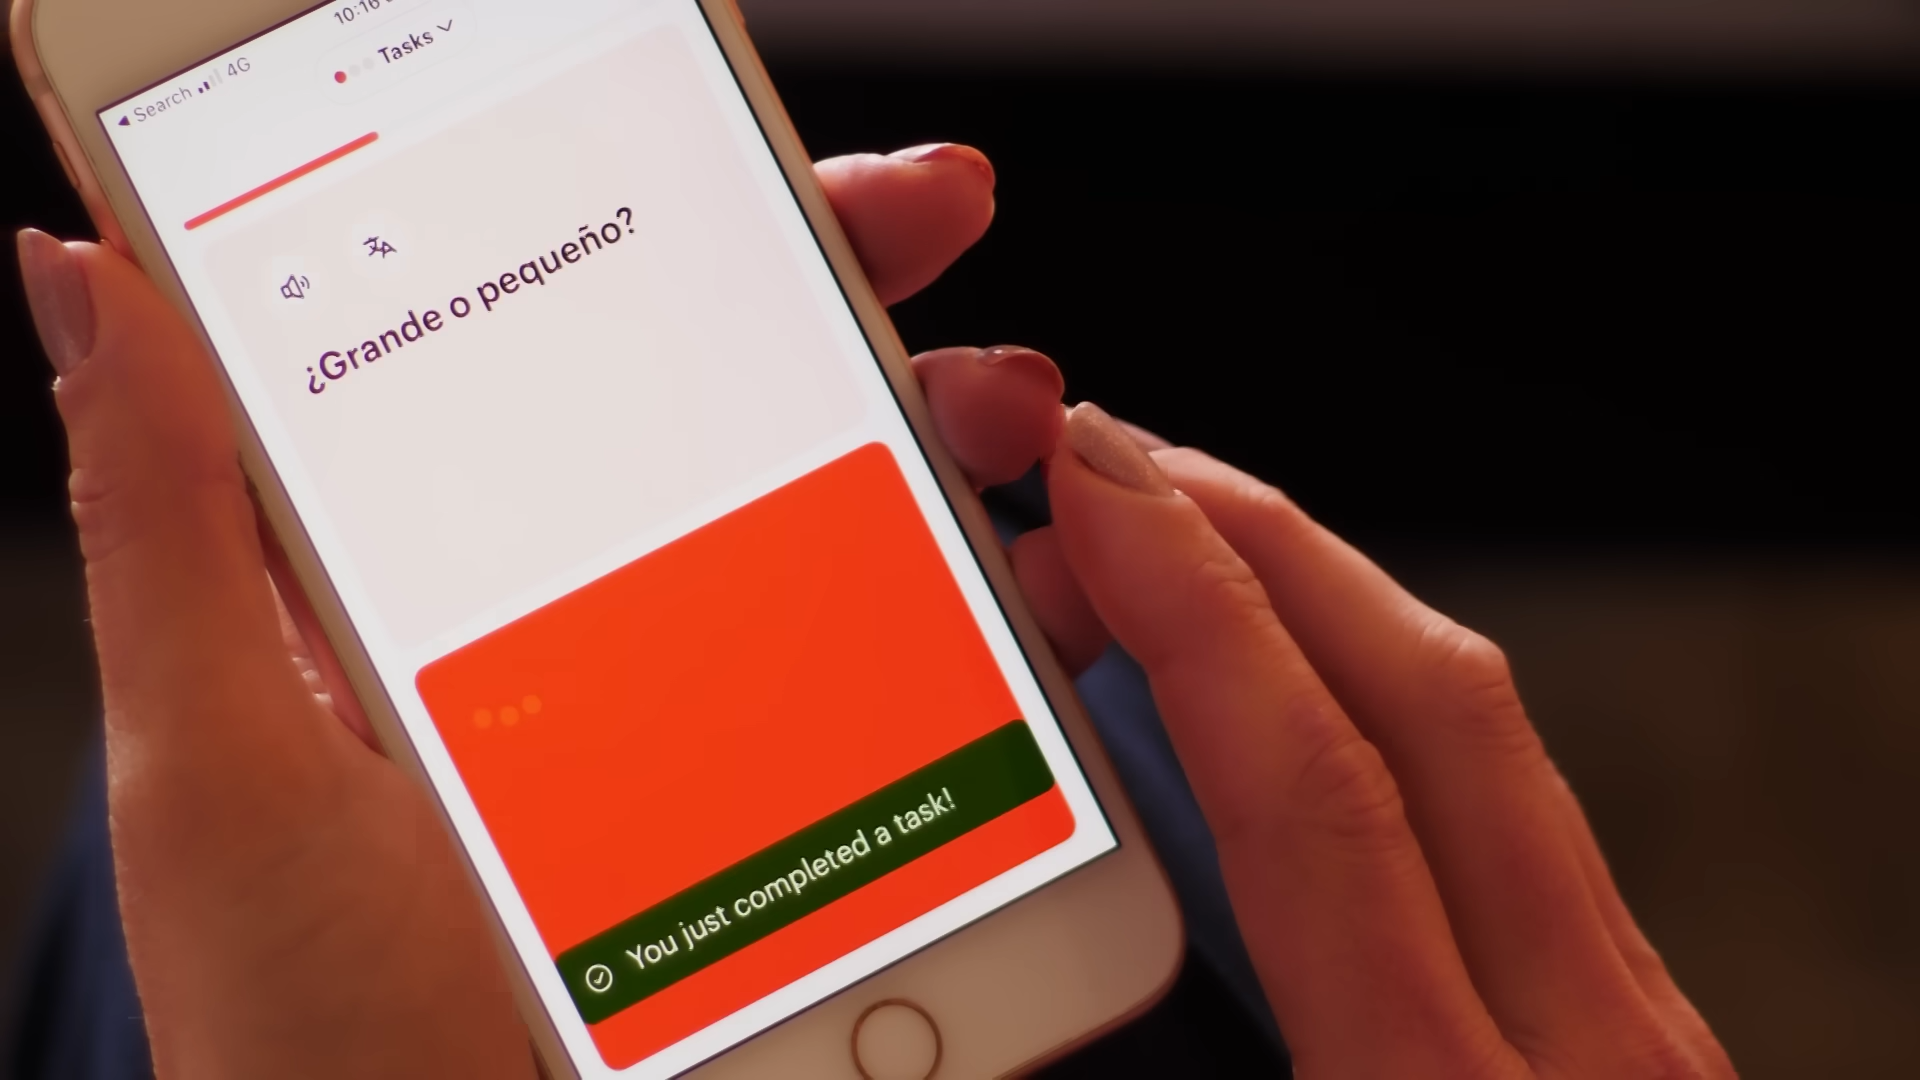 10:16
Search 4G
Tasks
¿Grande o pequeño?
You just completed a task!